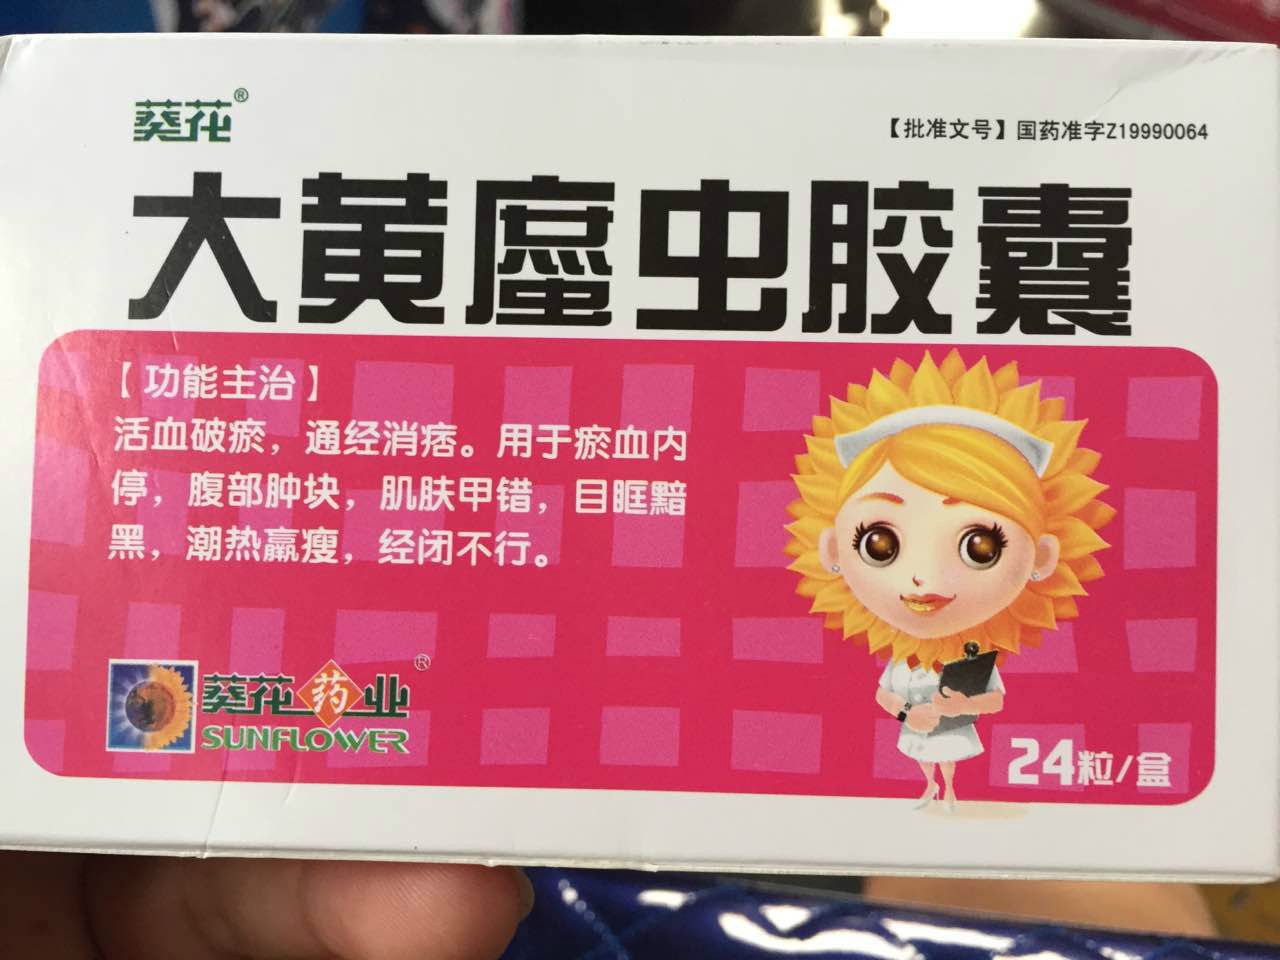 葵花®
【批准文号】国药准字Z19990064
大黄䗪虫胶囊
【功能主治】
活血破瘀，通经消痞。用于瘀血内
停，腹部肿块，肌肤甲错，目眶黯
黑，潮热羸瘦，经闭不行。
葵花药业®
SUNFLOWER
24粒/盒